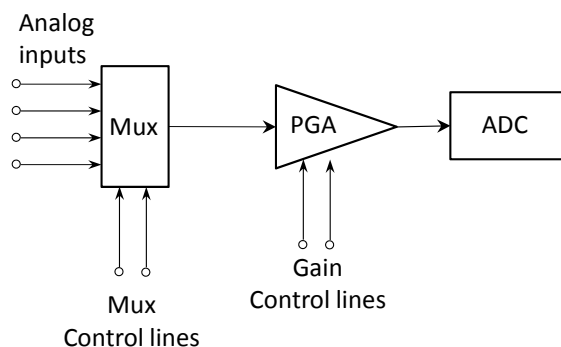 Analog
inputs
Mux
PGA
ADC
Gain
Control lines
Mux
Control lines